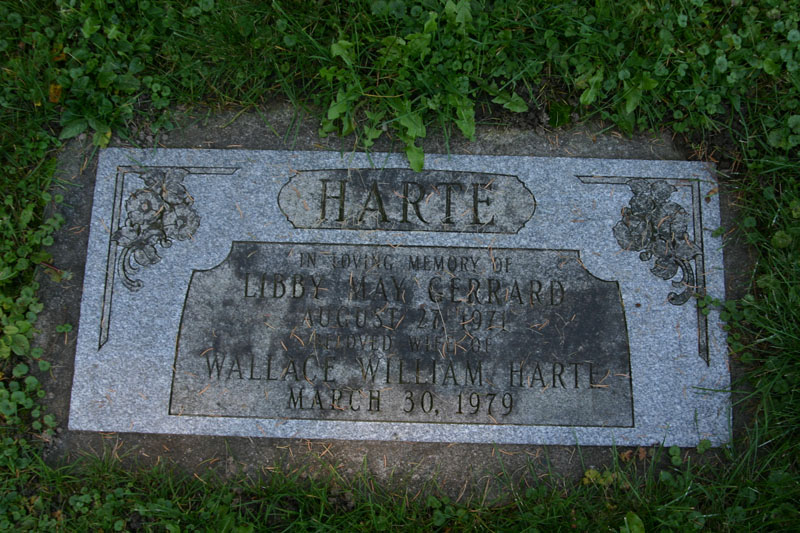 HARTE
IN LOVING MEMORY OF
LIBBY MAY GERRARD
AUGUST 27, 1971
BELOVED WIFE OF
WALLACE WILLIAM HARTE
MARCH 30, 1979